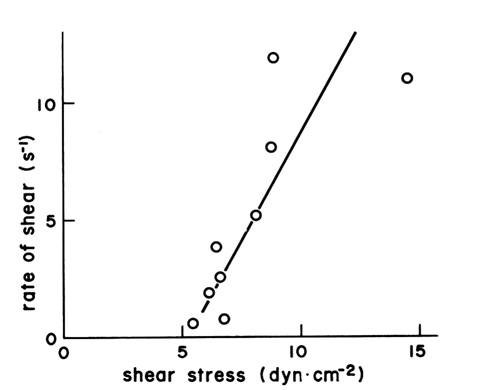 10
5
0
rate of shear (s⁻¹)
0 5 10 15
shear stress (dyn·cm⁻²)